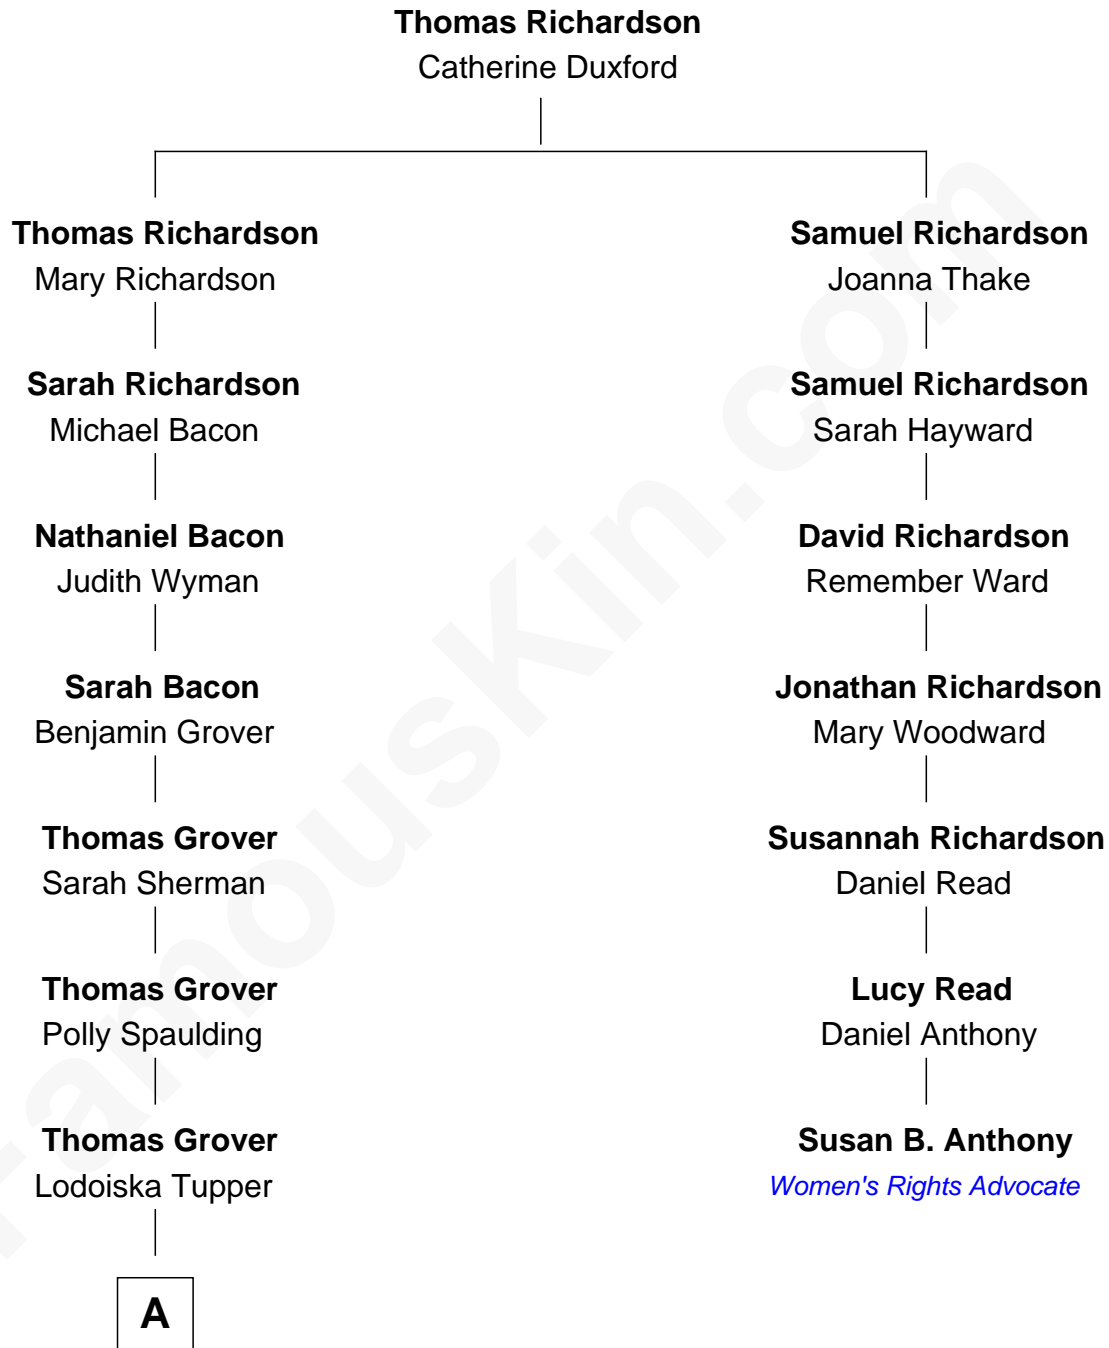 Thomas Richardson
Catherine Duxford
Thomas Richardson
Mary Richardson
Samuel Richardson
Joanna Thake
Sarah Richardson
Michael Bacon
Samuel Richardson
Sarah Hayward
Nathaniel Bacon
Judith Wyman
David Richardson
Remember Ward
Sarah Bacon
Benjamin Grover
Jonathan Richardson
Mary Woodward
Thomas Grover
Sarah Sherman
Susannah Richardson
Daniel Read
Thomas Grover
Polly Spaulding
Lucy Read
Daniel Anthony
Thomas Grover
Lodoiska Tupper
Susan B. Anthony
Women's Rights Advocate
A
FamousKin.com